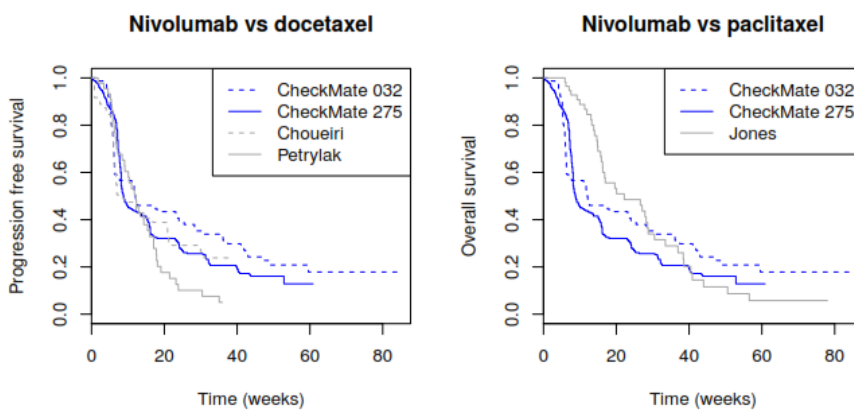 Nivolumab vs docetaxel
Progression free survival
1.0
0.8
0.6
0.4
0.2
0.0
CheckMate 032
CheckMate 275
Choueiri
Petrylak
0 20 40 60 80
Time (weeks)
Nivolumab vs paclitaxel
Overall survival
1.0
0.8
0.6
0.4
0.2
0.0
CheckMate 032
CheckMate 275
Jones
0 20 40 60 80
Time (weeks)